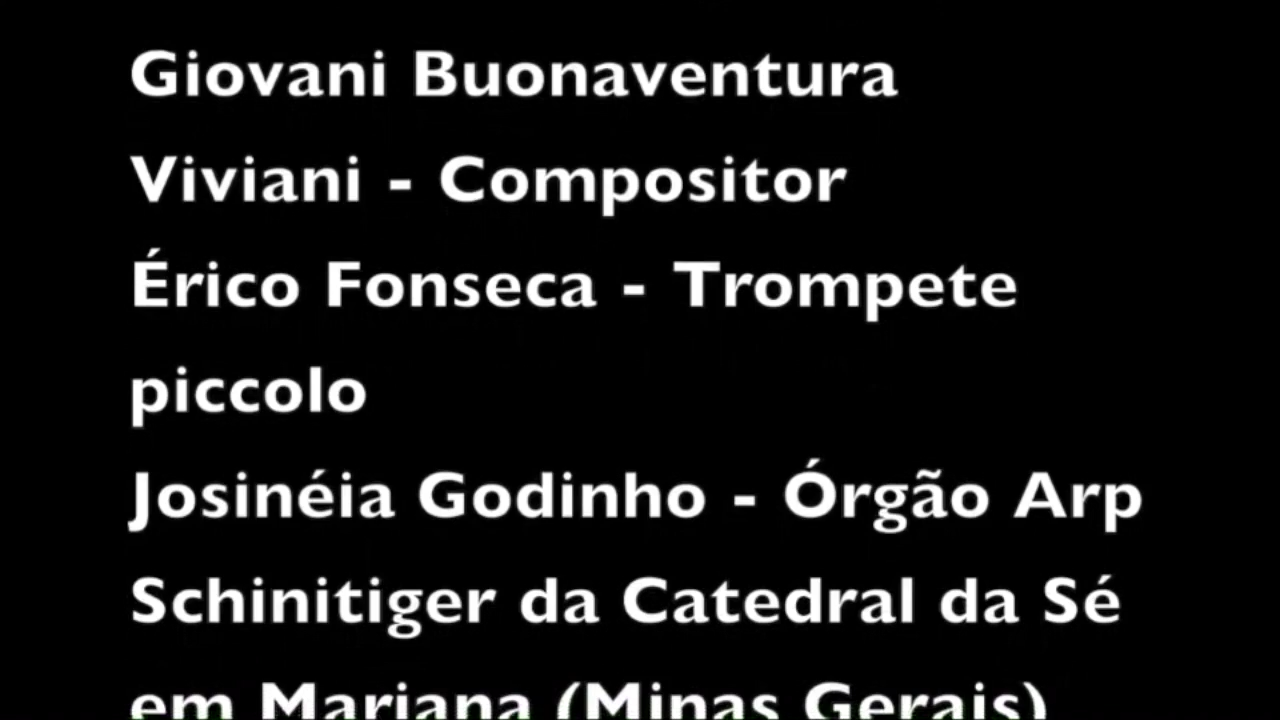 Giovani Buonaventura
Viviani - Compositor
Érico Fonseca - Trompete
piccolo
Josinéia Godinho - Órgão Arp
Schinitiger da Catedral da Sé
em Mariana (Minas Gerais)